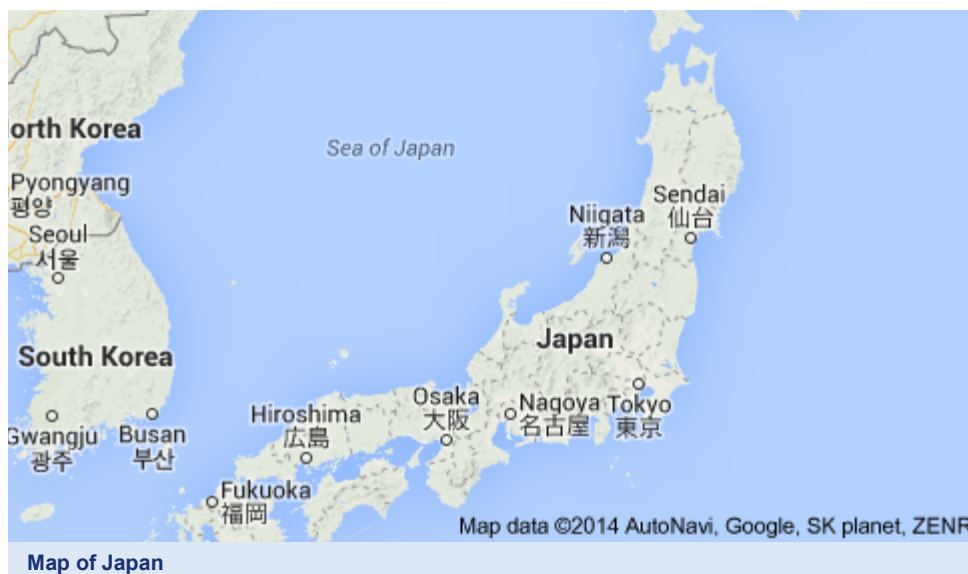 orth Korea
Sea of Japan
Pyongyang
평양
Sendai
仙台
Niigata
新潟
Seoul
서울
Japan
South Korea
Osaka
大阪
Nagoya
名古屋
Tokyo
東京
Hiroshima
広島
Gwangju
광주
Busan
부산
Fukuoka
福岡
Map data ©2014 AutoNavi, Google, SK planet, ZENR
Map of Japan